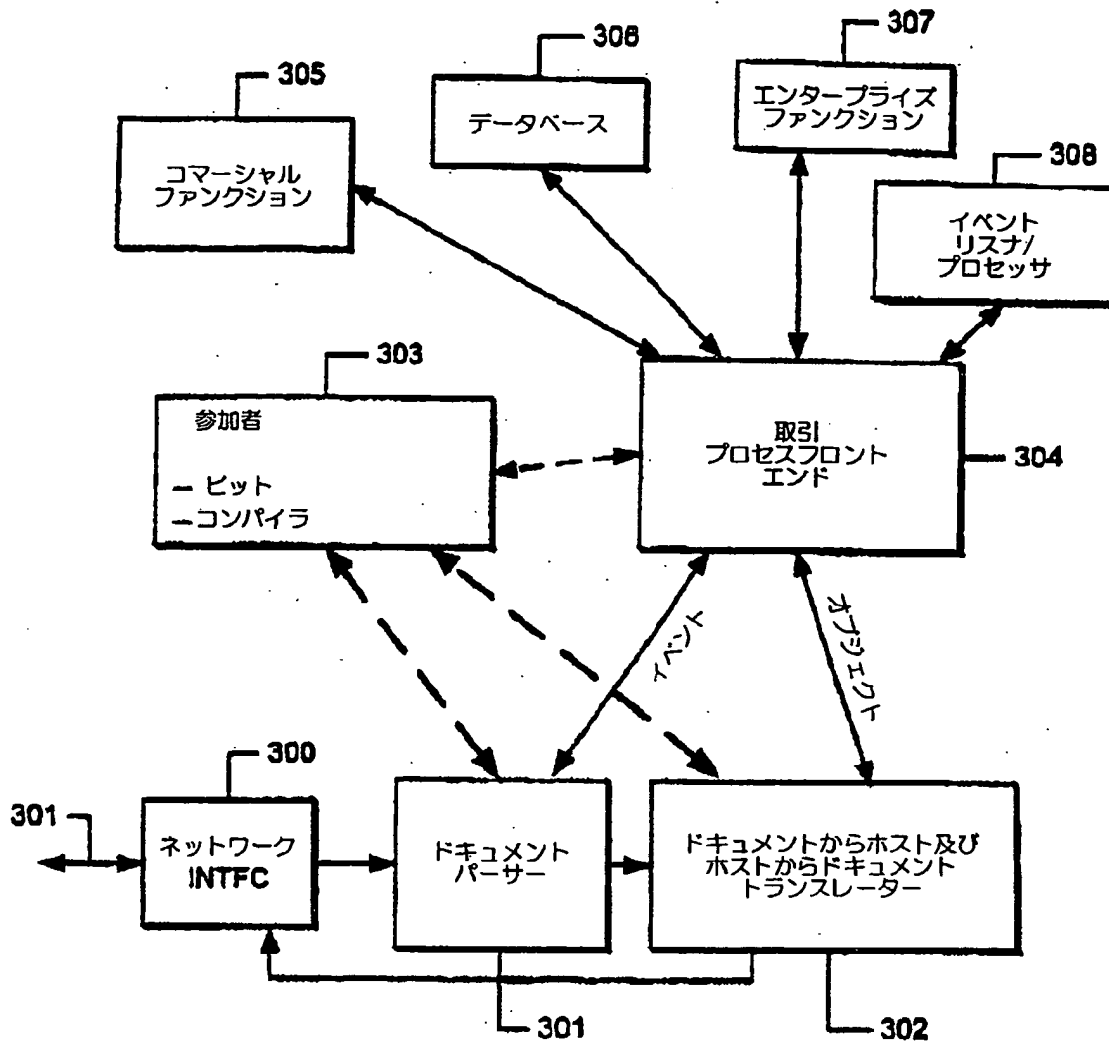 306
データベース
307
エンタープライズ
ファンクション
305
コマーシャル
ファンクション
308
イベント
リスナ/
プロセッサ
303
参加者
— ビット
—コンパイラ
取引
プロセスフロント
エンド
304
イベント
オブジェクト
300
301
ネットワーク
INTFC
ドキュメント
パーサー
ドキュメントからホスト及び
ホストからドキュメント
トランスレーター
301
302